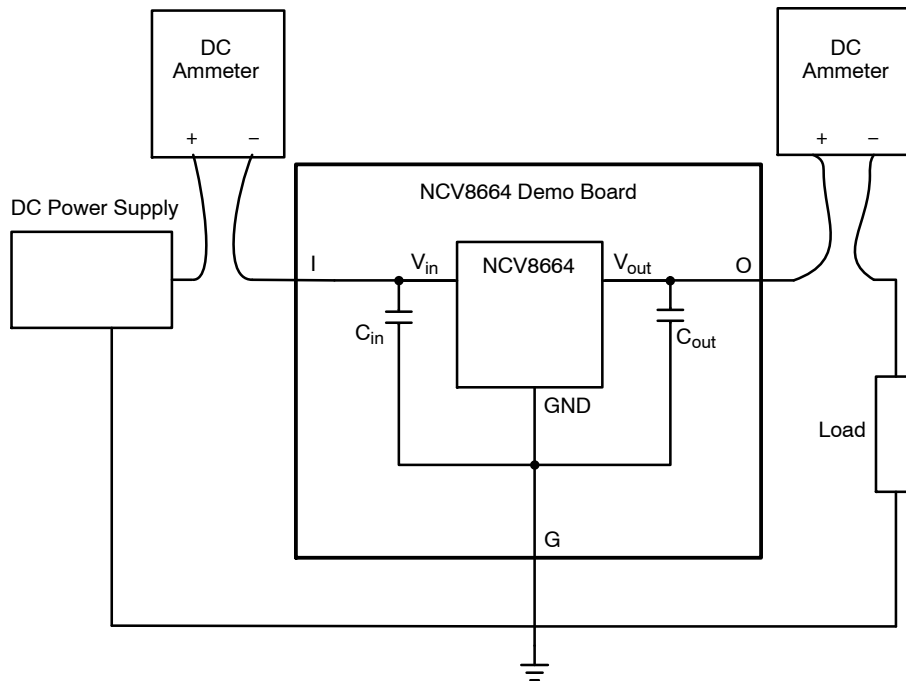 DC
Ammeter
+ −
DC
Ammeter
+ −
DC Power Supply
NCV8664 Demo Board
I
Vin
NCV8664
Vout
O
Cin
Cout
GND
Load
G